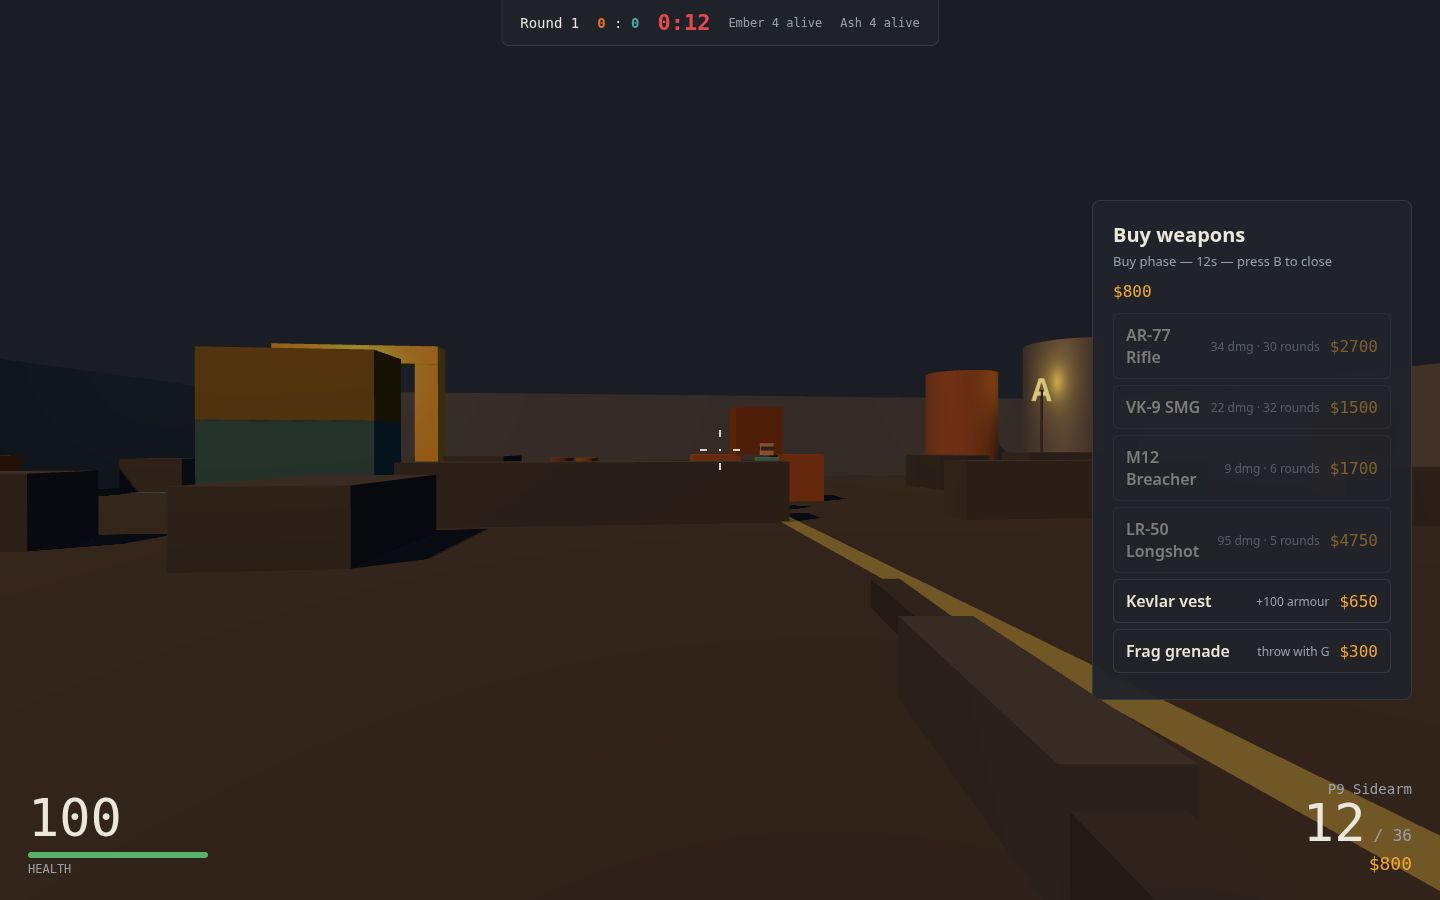 Round 1 0 : 0 0:12 Ember 4 alive Ash 4 alive
Buy weapons
Buy phase — 12s — press B to close
$800
AR-77 Rifle 34 dmg · 30 rounds $2700
VK-9 SMG 22 dmg · 32 rounds $1500
M12 Breacher 9 dmg · 6 rounds $1700
LR-50 Longshot 95 dmg · 5 rounds $4750
Kevlar vest +100 armour $650
Frag grenade throw with G $300
A
100
HEALTH
P9 Sidearm
12 / 36
$800